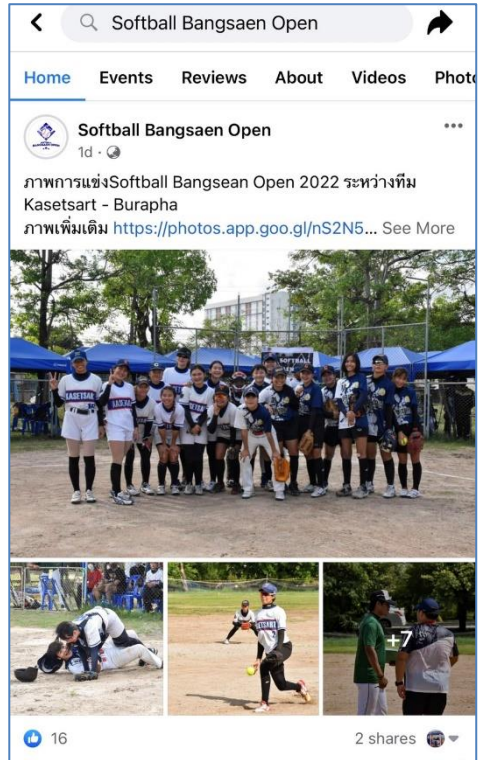 Softball Bangsaen Open
Home Events Reviews About Videos Phot
Softball Bangsaen Open
1d
ภาพการแข่งSoftball Bangsean Open 2022 ระหว่างทีม
Kasetsart - Burapha
ภาพเพิ่มเติม https://photos.app.goo.gl/nS2N5... See More
SOFTBALL
KASETSAR
KASETSART
+7
16
2 shares